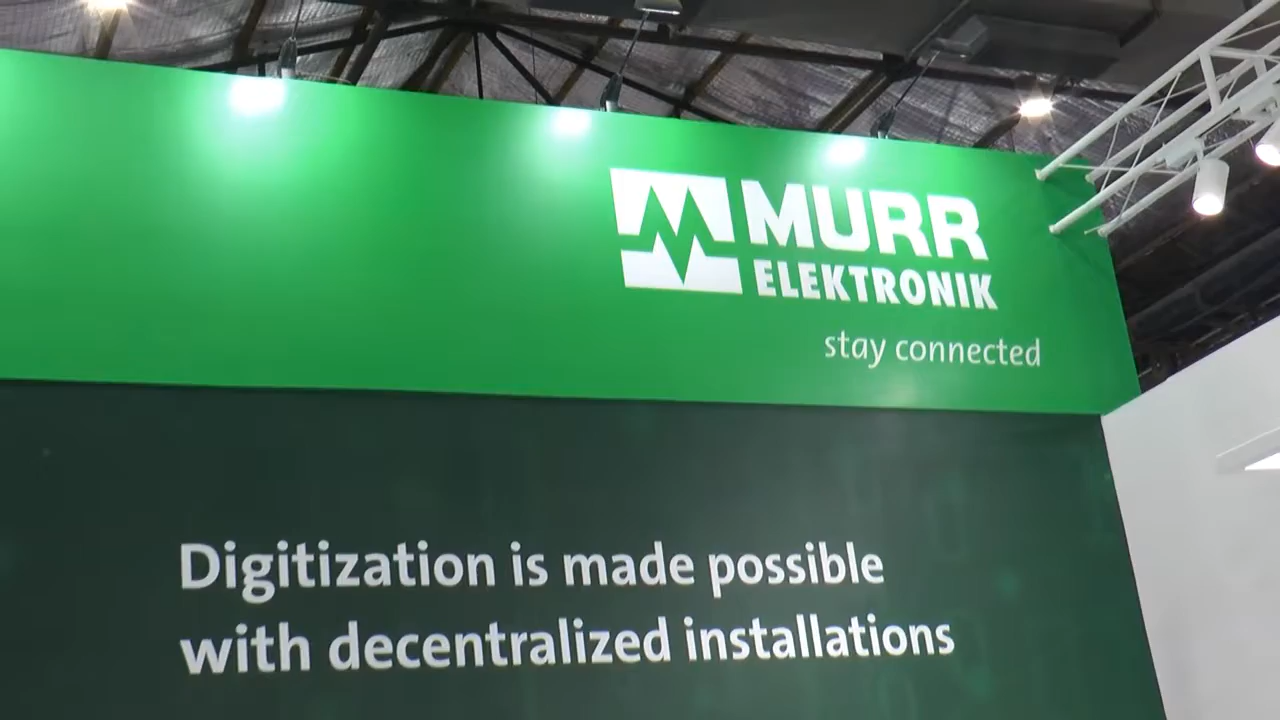 MURR
ELEKTRONIK
stay connected
Digitization is made possible
with decentralized installations